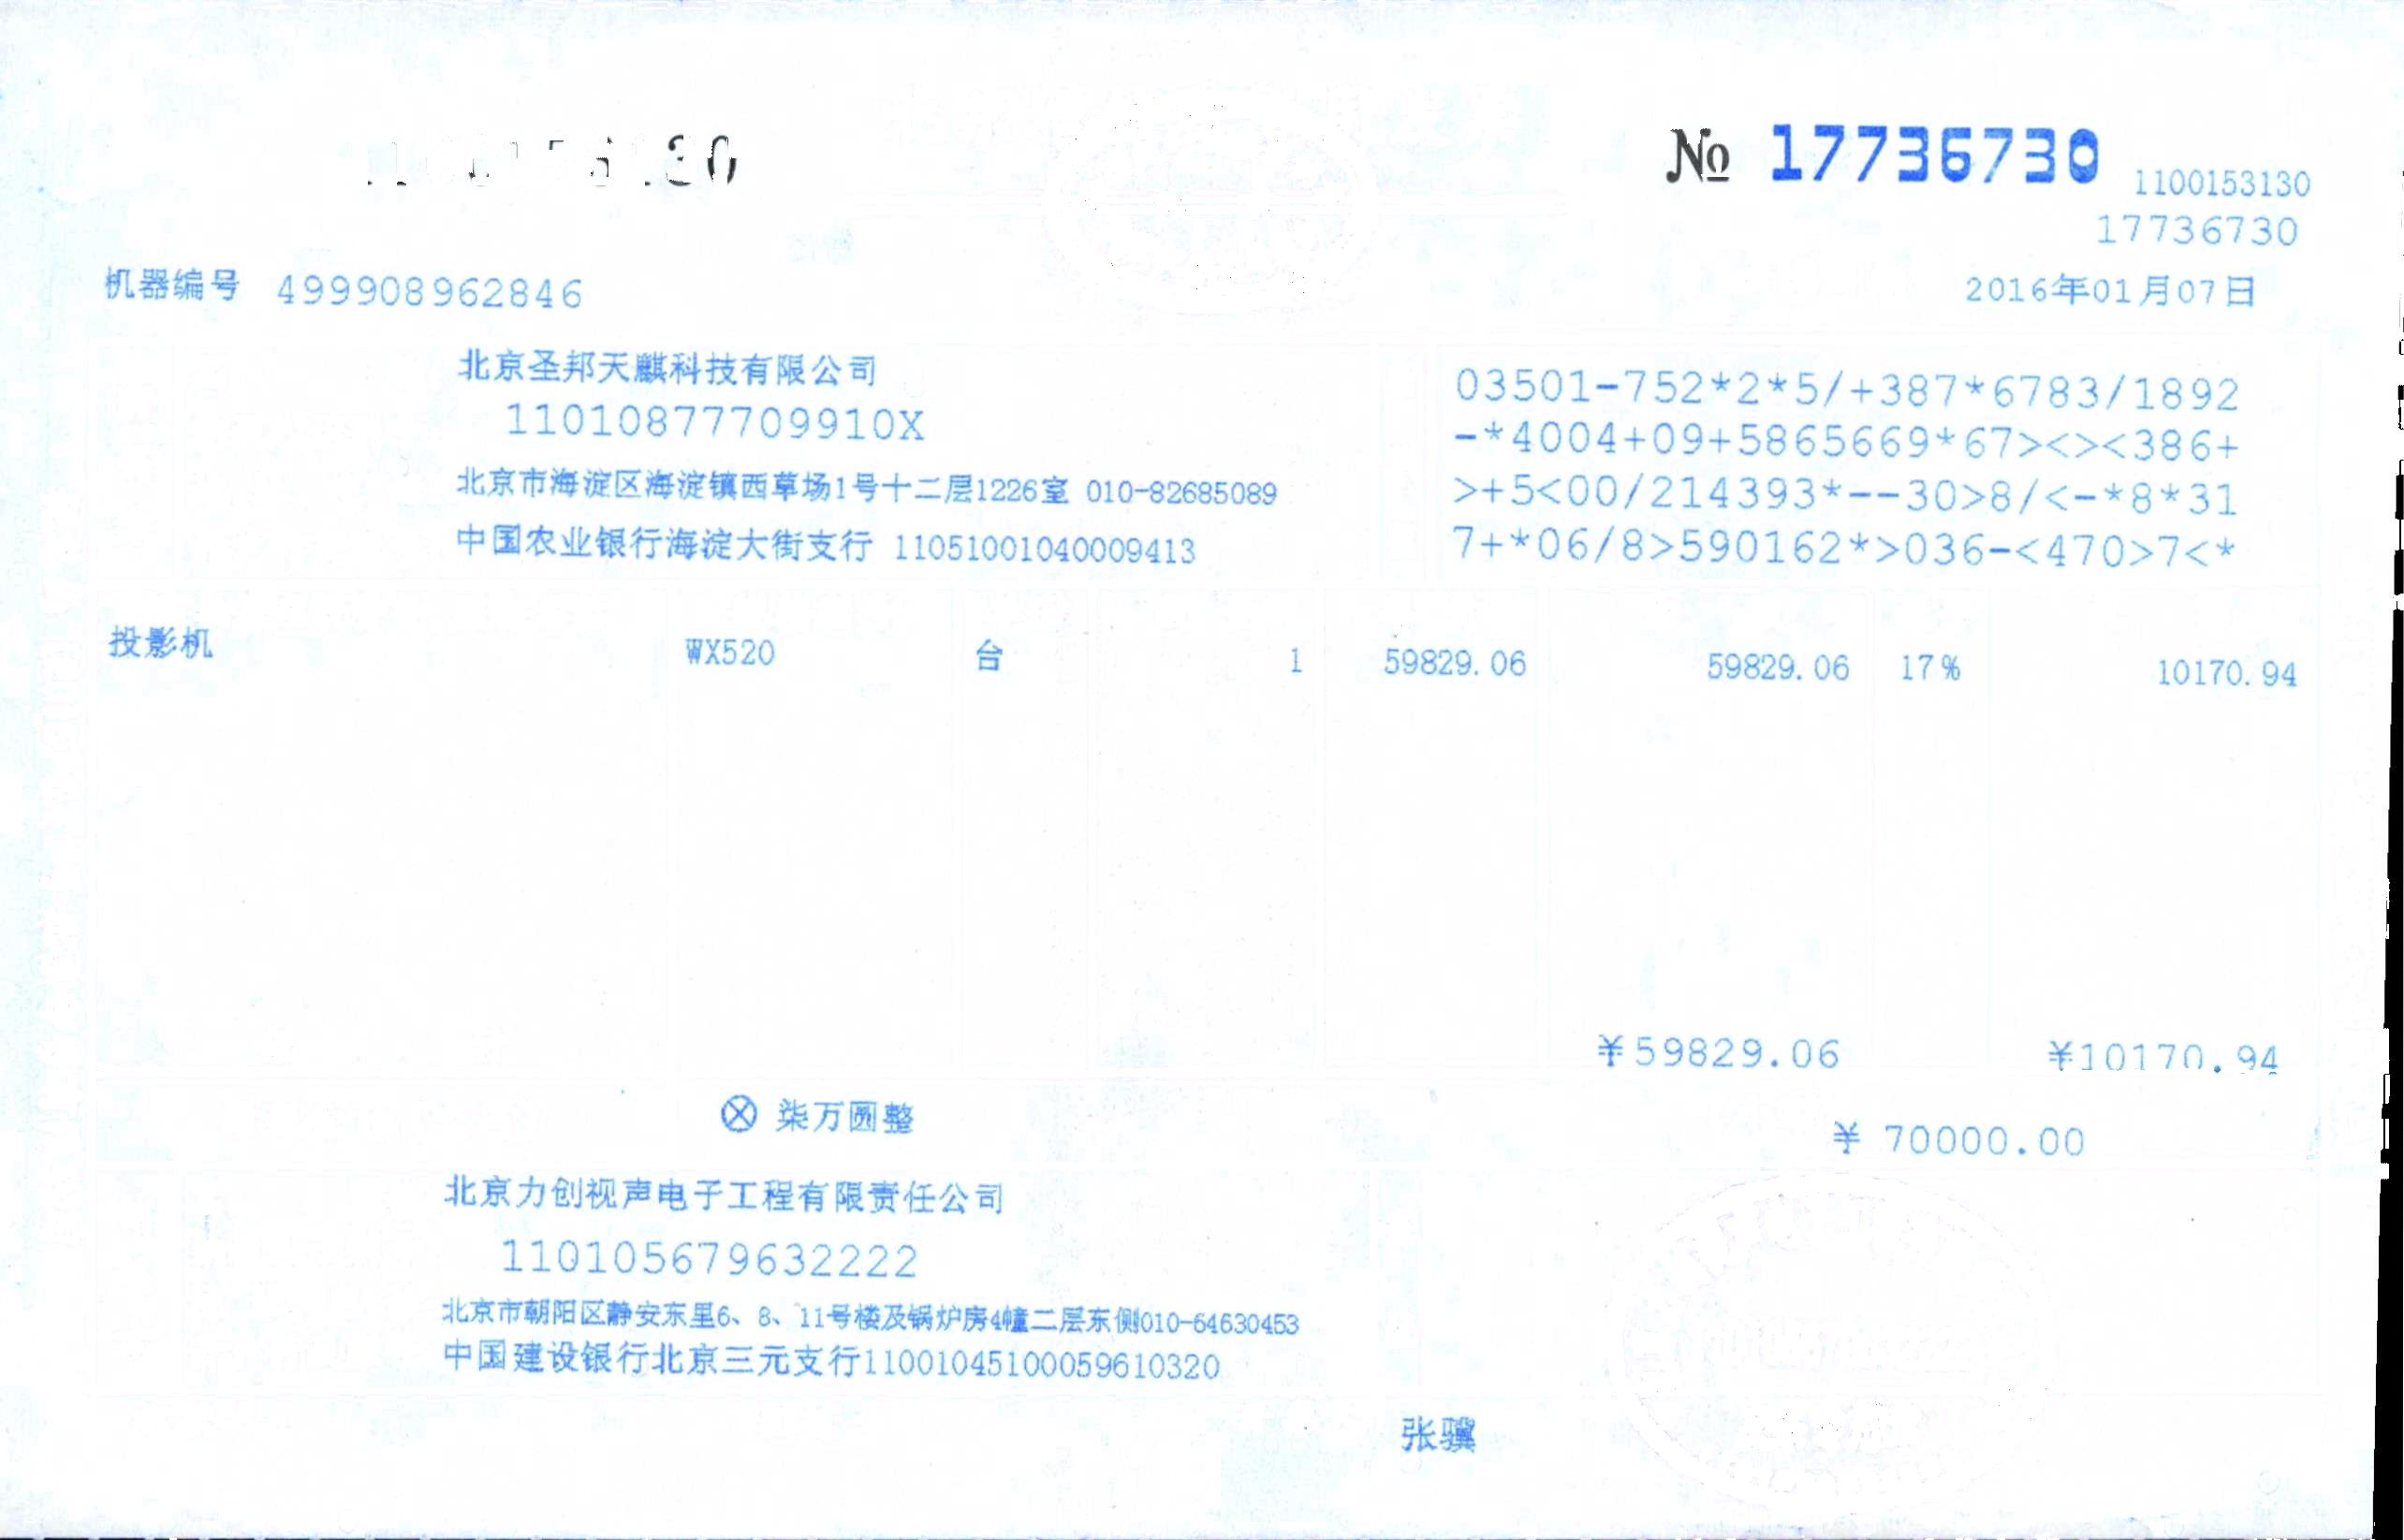 № 17736730
1100153130
17736730
机器编号 499908962846
2016年01月07日
北京圣邦天麒科技有限公司
11010877709910X
北京市海淀区海淀镇西草场1号十二层1226室 010-82685089
中国农业银行海淀大街支行 11051001040009413
03501-752*2*5/+387*6783/1892
-*4004+09+5865669*67><><386+
>+5<00/214393*--30>8/<-*8*31
7+*06/8>590162*>036-<470>7<*
投影机 WX520 台 1 59829.06 59829.06 17% 10170.94
¥59829.06 ¥10170.94
ⓧ 柒万圆整
¥ 70000.00
北京力创视声电子工程有限责任公司
110105679632222
北京市朝阳区静安东里6、8、11号楼及锅炉房4幢二层东侧010-64630453
中国建设银行北京三元支行11001045100059610320
张骥